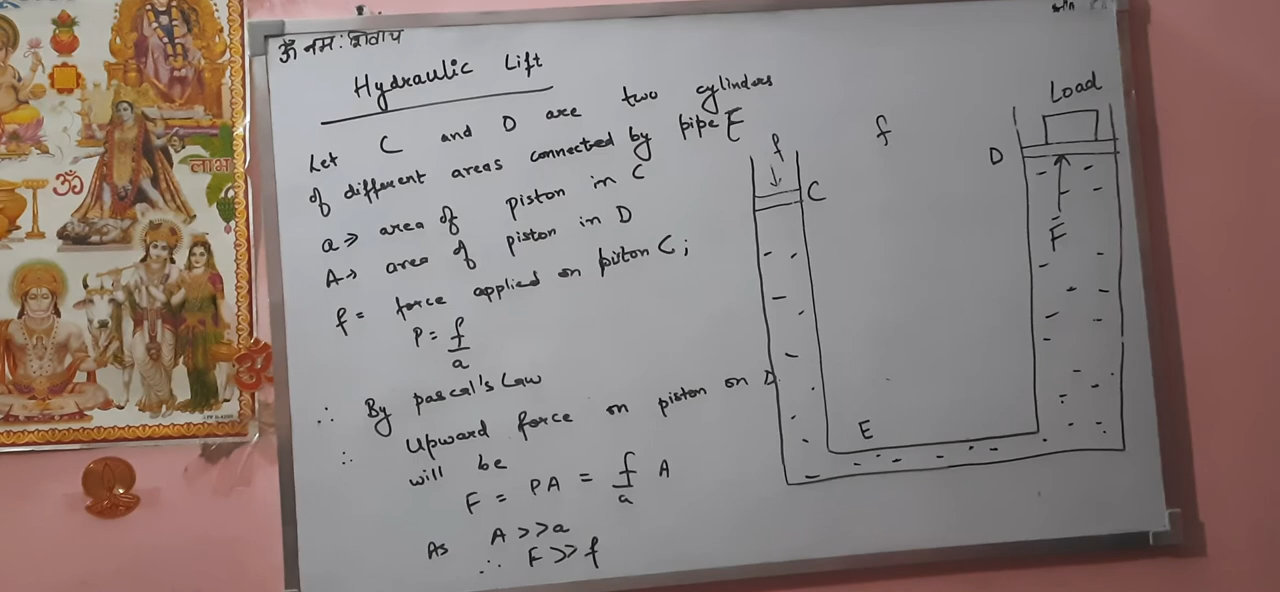 ॐ नमः शिवाय
Hydraulic Lift
Let C and D are two cylinders
of different areas connected by pipe E
a → area of piston in C
A → area of piston in D
f = force applied on piston C;
P = f/a
∴ By pascal's Law
∴ Upward force on piston on D
will be
F = PA = f/a A
As A >> a
∴ F >> f
f
C
f
Load
D
F
E
लाभ
ॐ